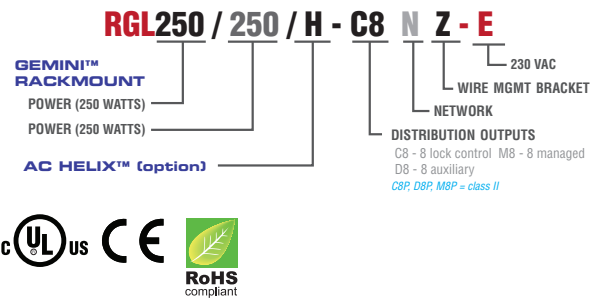 RGL250 / 250 / H - C8 N Z - E
GEMINI™
RACKMOUNT
230 VAC
WIRE MGMT BRACKET
POWER (250 WATTS)
NETWORK
POWER (250 WATTS)
DISTRIBUTION OUTPUTS
C8 - 8 lock control M8 - 8 managed
D8 - 8 auxiliary
C8P, D8P, M8P = class II
AC HELIX™ (option)
C UL US CE
RoHS
compliant